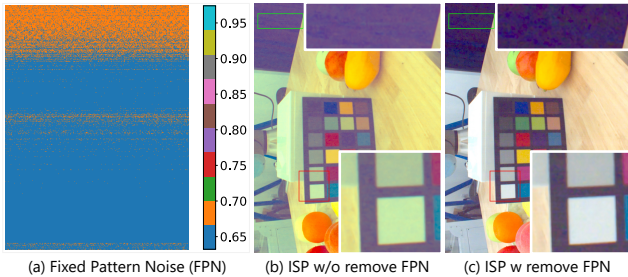 0.95
0.90
0.85
0.80
0.75
0.70
0.65
(a) Fixed Pattern Noise (FPN)
(b) ISP w/o remove FPN
(c) ISP w remove FPN